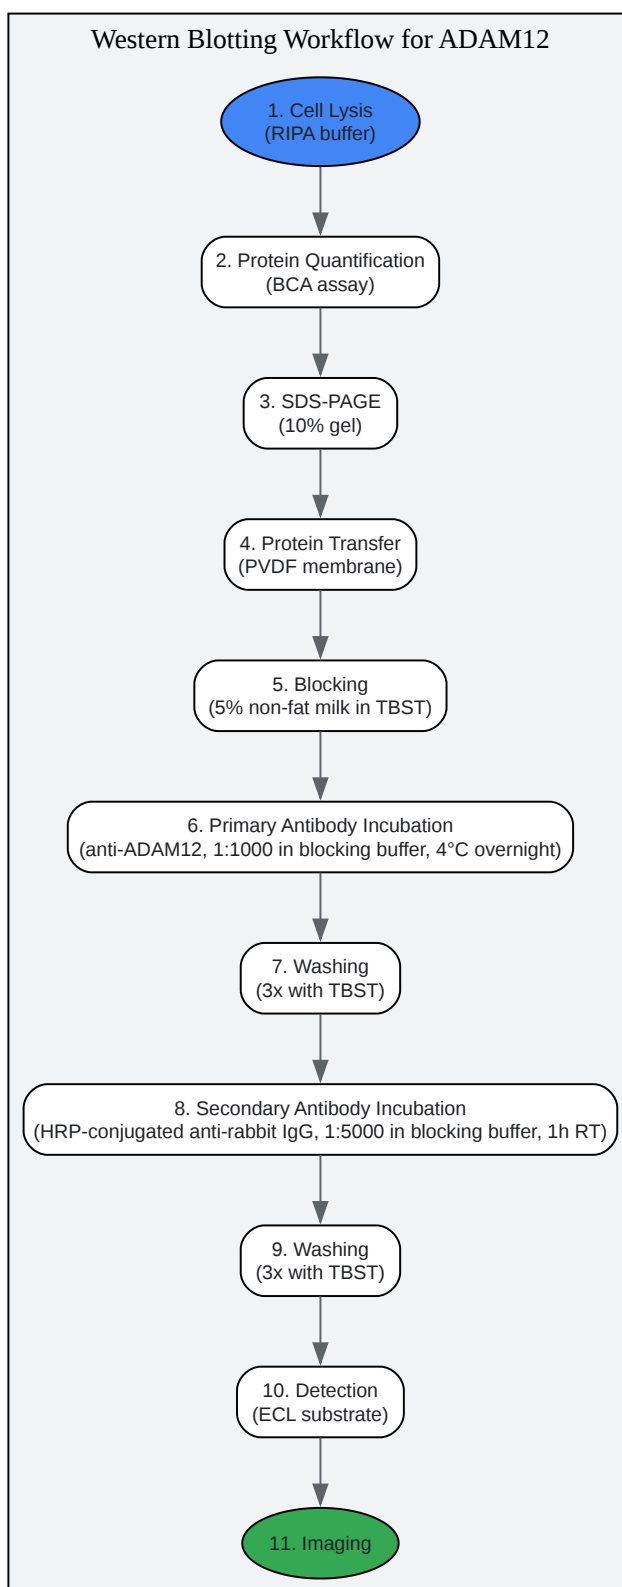 Western Blotting Workflow for ADAM12
1. Cell Lysis
(RIPA buffer)
2. Protein Quantification
(BCA assay)
3. SDS-PAGE
(10% gel)
4. Protein Transfer
(PVDF membrane)
5. Blocking
(5% non-fat milk in TBST)
6. Primary Antibody Incubation
(anti-ADAM12, 1:1000 in blocking buffer, 4°C overnight)
7. Washing
(3x with TBST)
8. Secondary Antibody Incubation
(HRP-conjugated anti-rabbit IgG, 1:5000 in blocking buffer, 1h RT)
9. Washing
(3x with TBST)
10. Detection
(ECL substrate)
11. Imaging